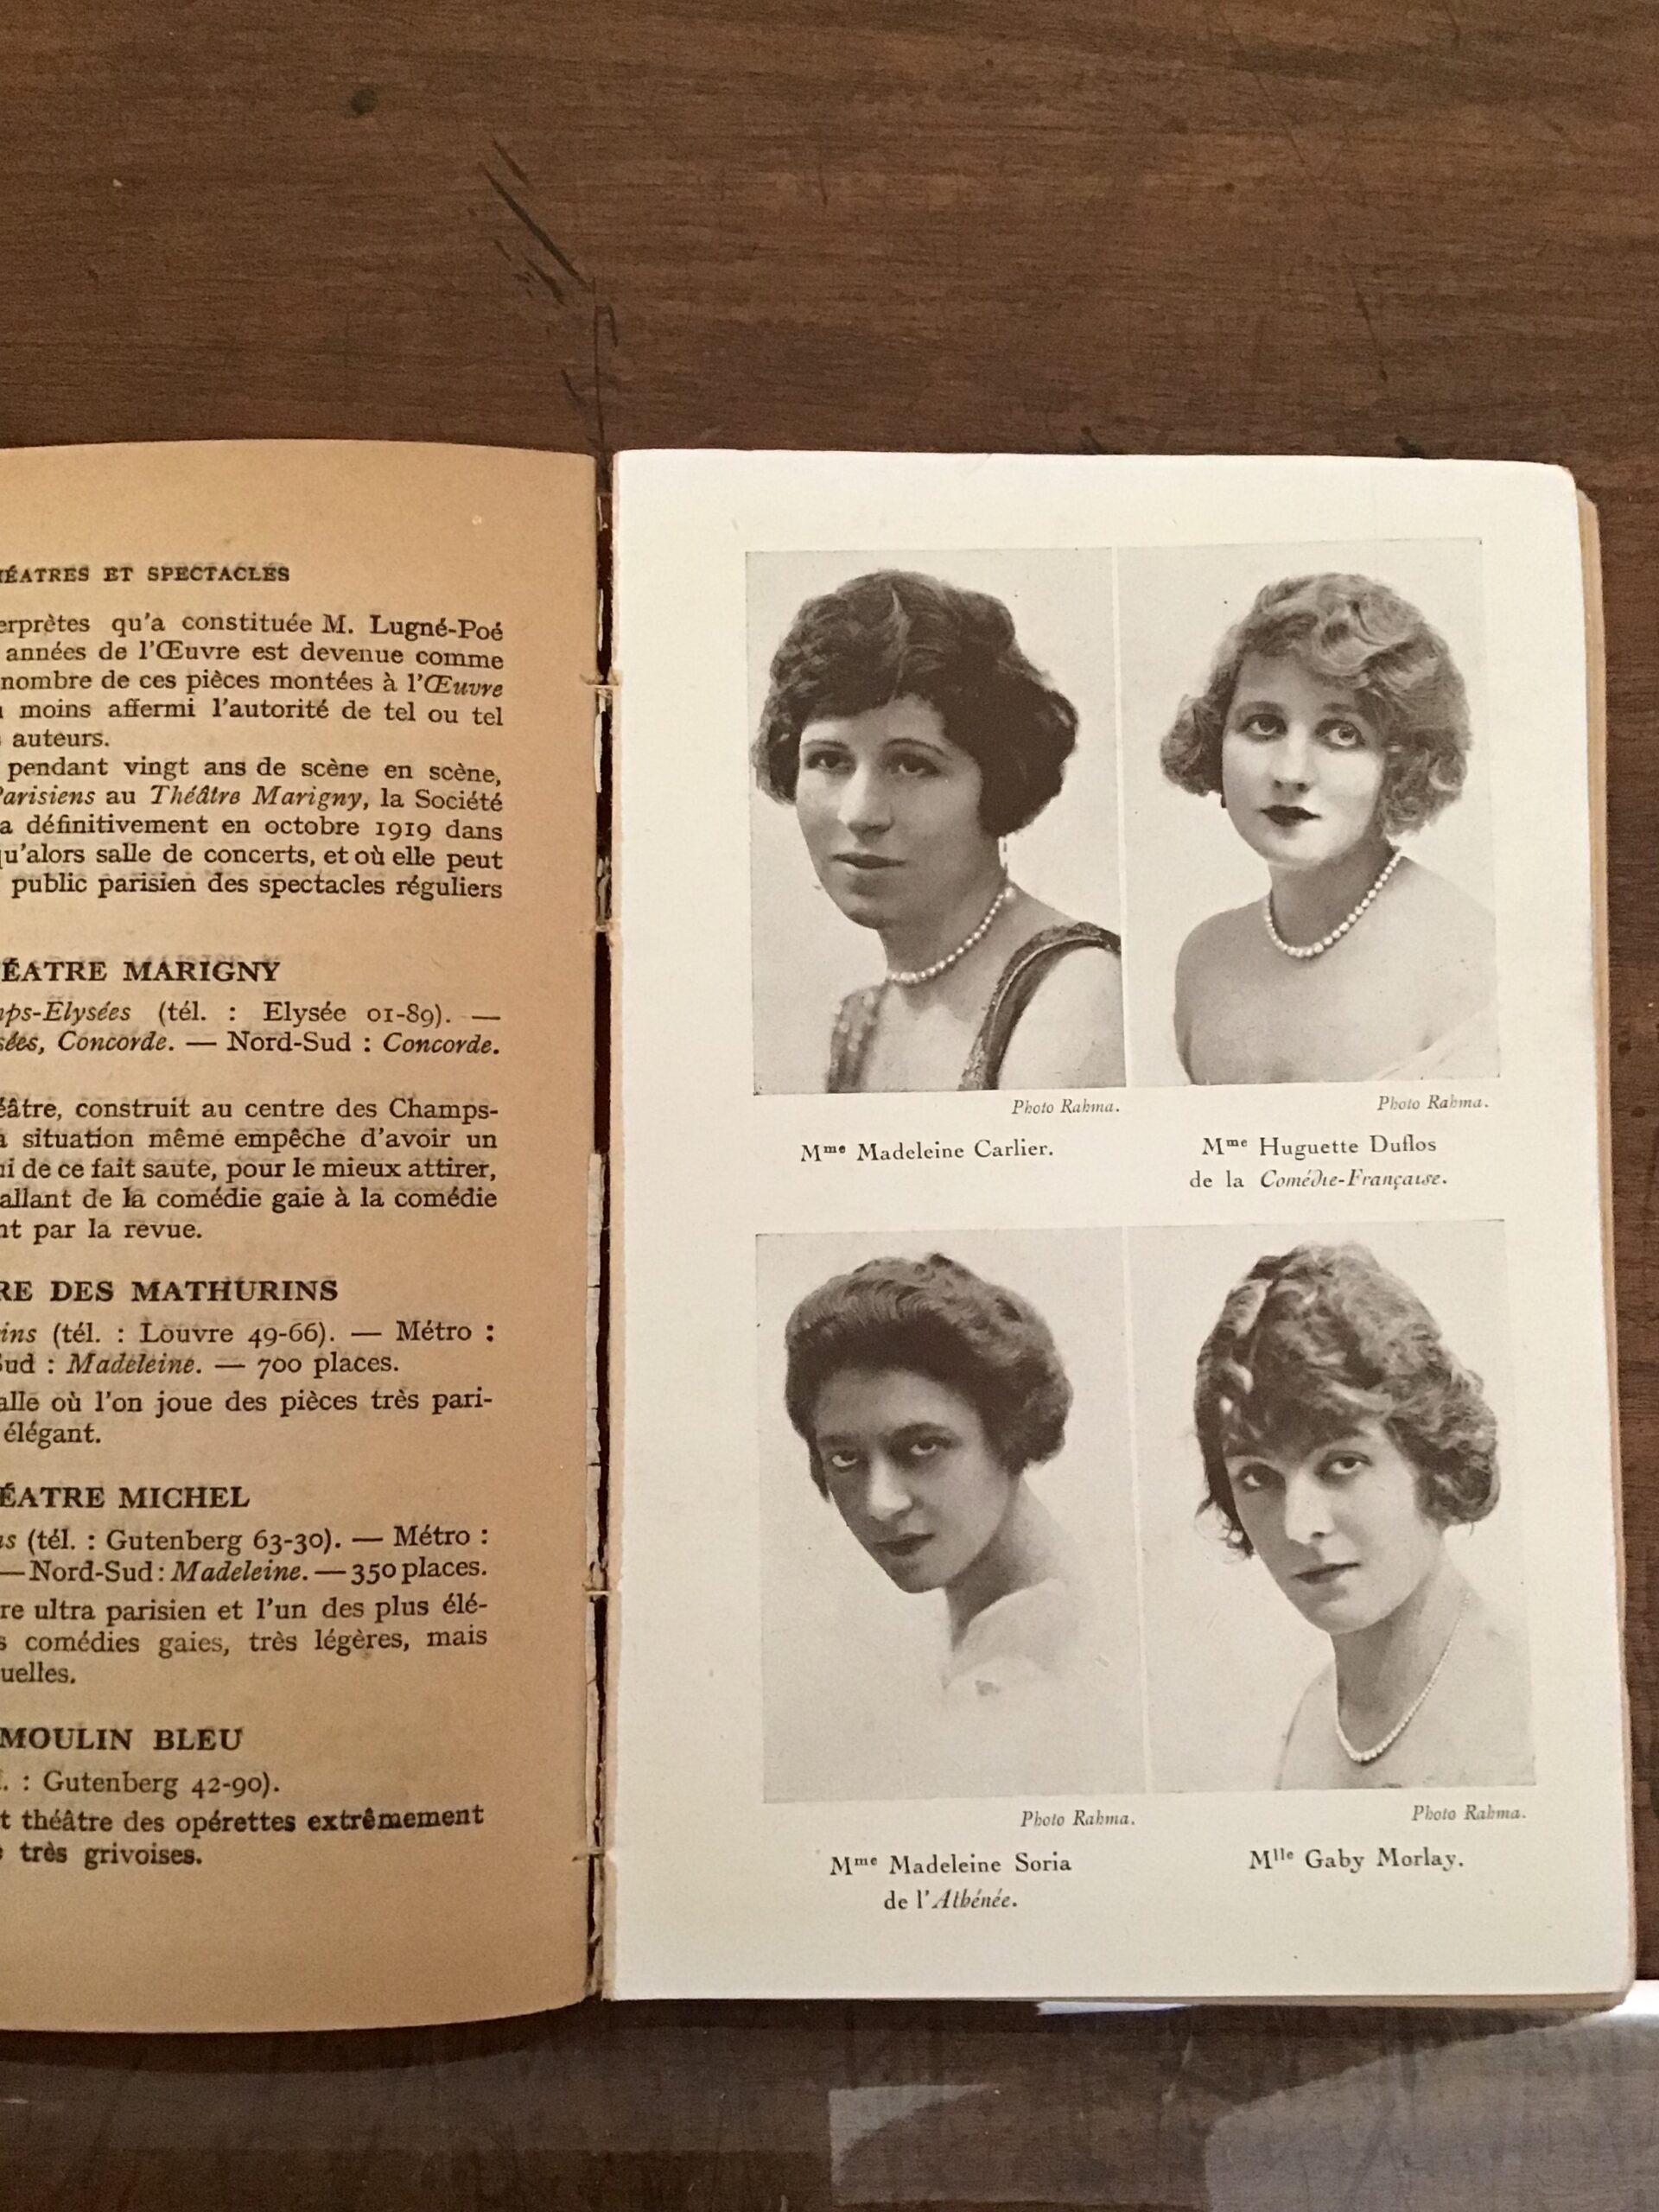 ÉATRES ET SPECTACLES
qu'a constituée M. Lugné-Poé
années de l'Œuvre est devenue comme
nombre de ces pièces montées à l'Œuvre
moins affermi l'autorité de tel ou tel
auteurs.
pendant vingt ans de scène en scène,
Parisiens au Théâtre Marigny, la Société
a définitivement en octobre 1919 dans
qu'alors salle de concerts, et où elle peut
public parisien des spectacles réguliers
ÉATRE MARIGNY
mps-Elysées (tél. : Elysée 01-89). —
sées, Concorde. — Nord-Sud : Concorde.
éâtre, construit au centre des Champs-
situation même empêche d'avoir un
ui de ce fait saute, pour le mieux attirer,
allant de la comédie gaie à la comédie
nt par la revue.
RE DES MATHURINS
ins (tél. : Louvre 49-66). — Métro :
Sud : Madeleine. — 700 places.
alle où l'on joue des pièces très pari-
élégant.
ÉATRE MICHEL
s (tél. : Gutenberg 63-30). — Métro :
— Nord-Sud : Madeleine. — 350 places.
re ultra parisien et l'un des plus élé-
s comédies gaies, très légères, mais
uelles.
MOULIN BLEU
. : Gutenberg 42-90).
t théâtre des opérettes extrêmement
très grivoises.
Photo Rahma.
Mme Madeleine Carlier.
Photo Rahma.
Mme Huguette Duflos
de la Comédie-Française.
Photo Rahma.
Mme Madeleine Soria
de l'Athénée.
Photo Rahma.
Mlle Gaby Morlay.